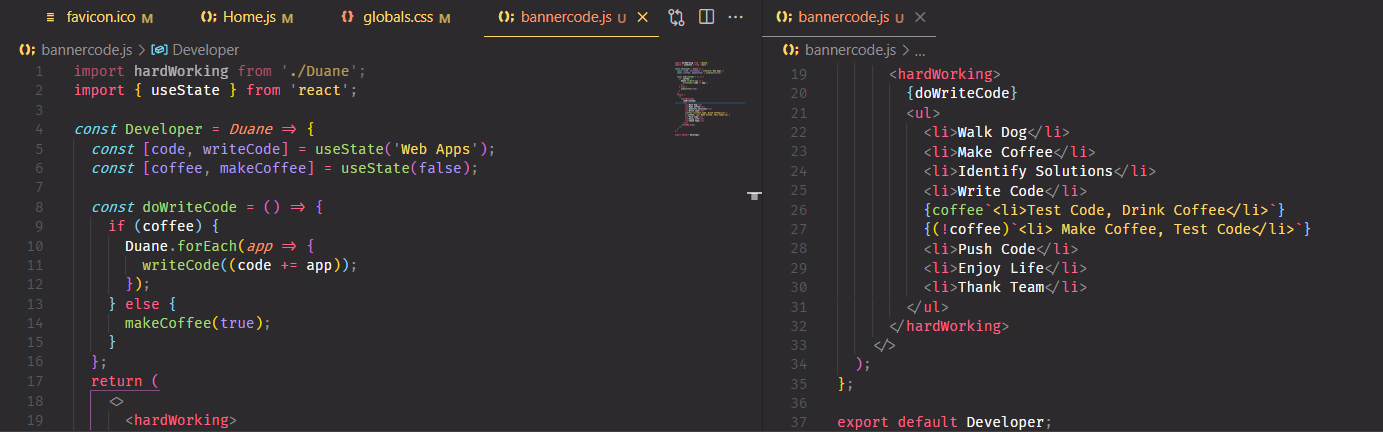 favicon.ico M
Home.js M
globals.css M
bannercode.js U
bannercode.js > Developer
1 import hardWorking from './Duane';
2 import { useState } from 'react';
3
4 const Developer = Duane => {
5 const [code, writeCode] = useState('Web Apps');
6 const [coffee, makeCoffee] = useState(false);
7
8 const doWriteCode = () => {
9 if (coffee) {
10 Duane.forEach(app => {
11 writeCode((code += app));
12 });
13 } else {
14 makeCoffee(true);
15 }
16 };
17 return (
18 <>
19 <hardWorking>
bannercode.js U
bannercode.js > ...
19 <hardWorking>
20 {doWriteCode}
21 <ul>
22 <li>Walk Dog</li>
23 <li>Make Coffee</li>
24 <li>Identify Solutions</li>
25 <li>Write Code</li>
26 {coffee`<li>Test Code, Drink Coffee</li>`}
27 {(!coffee)`<li> Make Coffee, Test Code</li>`}
28 <li>Push Code</li>
29 <li>Enjoy Life</li>
30 <li>Thank Team</li>
31 </ul>
32 </hardWorking>
33 </>
34 );
35 };
36
37 export default Developer;